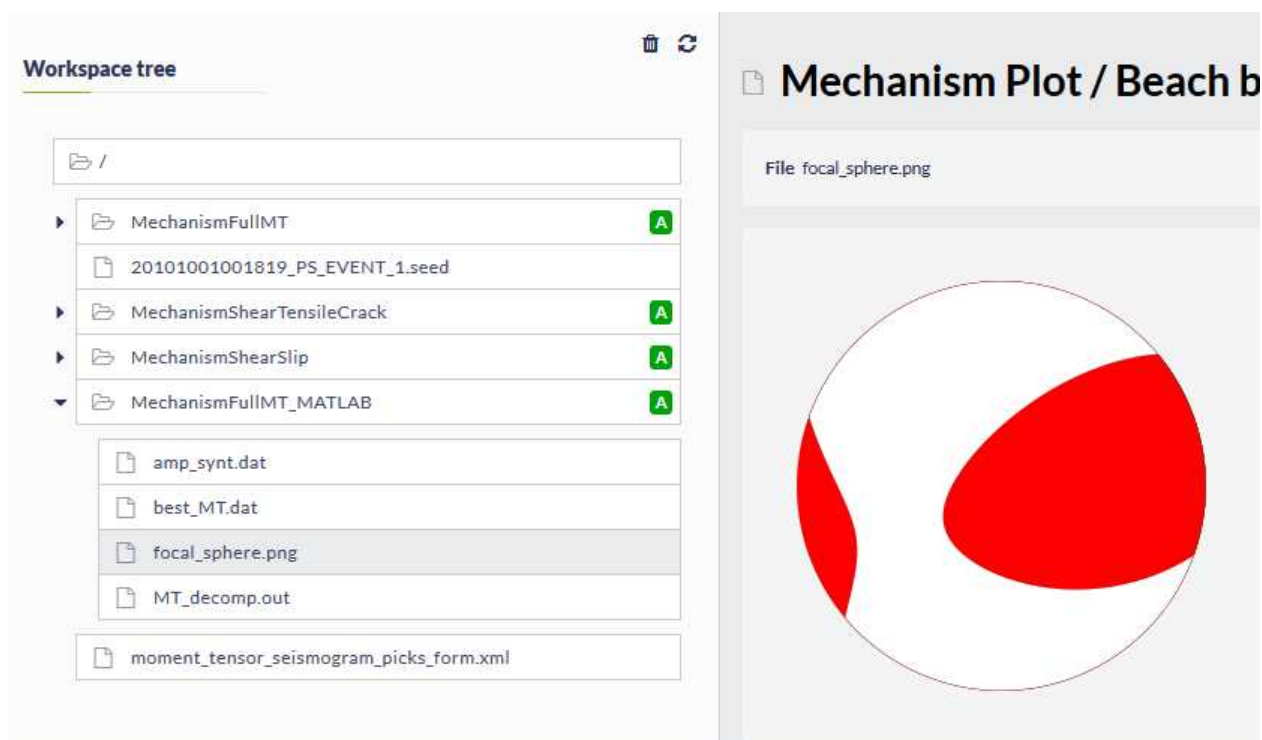 Workspace tree
/
MechanismFullMT A
20101001001819_PS_EVENT_1.seed
MechanismShearTensileCrack A
MechanismShearSlip A
MechanismFullMT_MATLAB A
amp_synt.dat
best_MT.dat
focal_sphere.png
MT_decomp.out
moment_tensor_seismogram_picks_form.xml
Mechanism Plot / Beach b
File focal_sphere.png